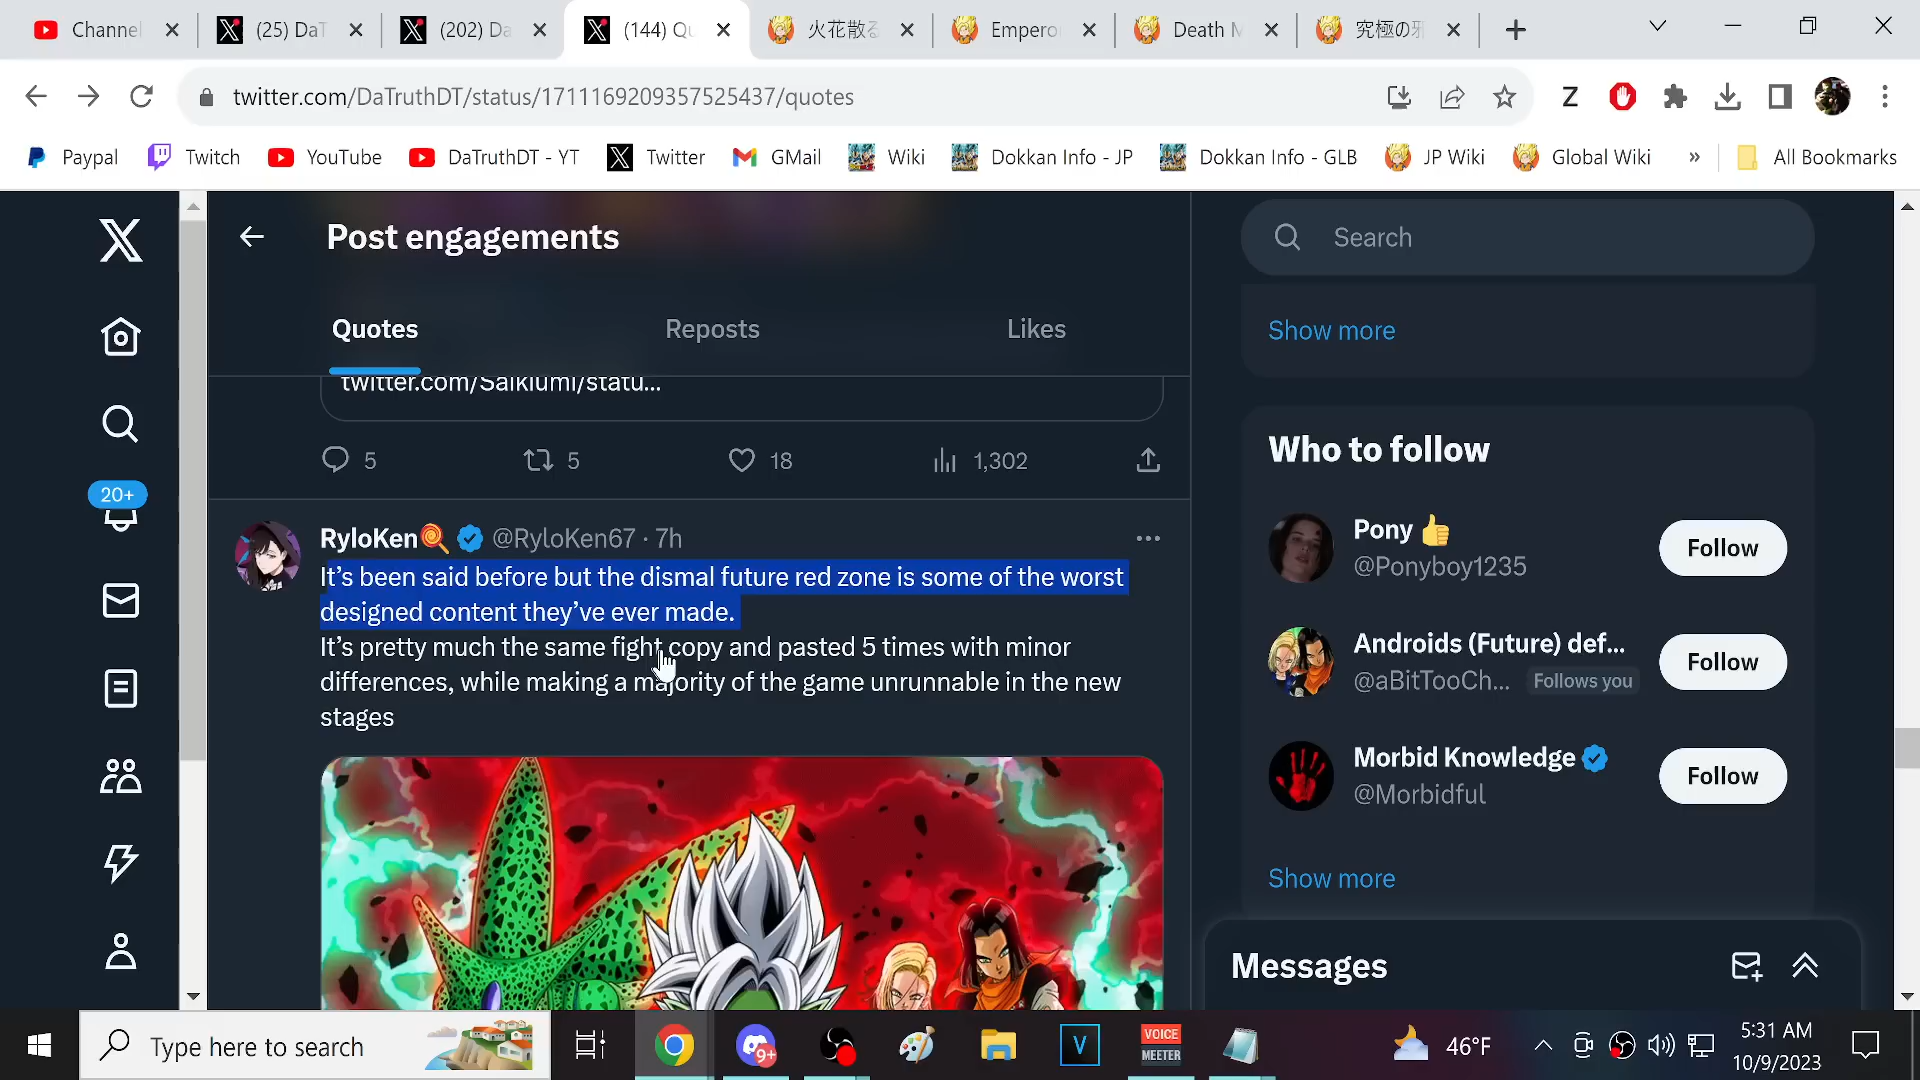 Channel
(25) DaT
(202) Da
(144) Qu
火花散る
Empero
Death M
究極の邪
twitter.com/DaTruthDT/status/1711169209357525437/quotes
Z
Paypal
Twitch
YouTube
DaTruthDT - YT
Twitter
GMail
Wiki
Dokkan Info - JP
Dokkan Info - GLB
JP Wiki
Global Wiki
»
All Bookmarks
Post engagements
Search
Quotes
Reposts
Likes
Show more
twitter.com/Saikiumi/statu...
5
5
18
1,302
Who to follow
20+
RyloKen @RyloKen67 · 7h
It's been said before but the dismal future red zone is some of the worst
designed content they've ever made.
It's pretty much the same fight copy and pasted 5 times with minor
differences, while making a majority of the game unrunnable in the new
stages
Pony
@Ponyboy1235
Follow
Androids (Future) def...
@aBitTooCh... Follows you
Follow
Morbid Knowledge
@Morbidful
Follow
Show more
Messages
Type here to search
9+
V
VOICE
MEETER
46°F
5:31 AM
10/9/2023